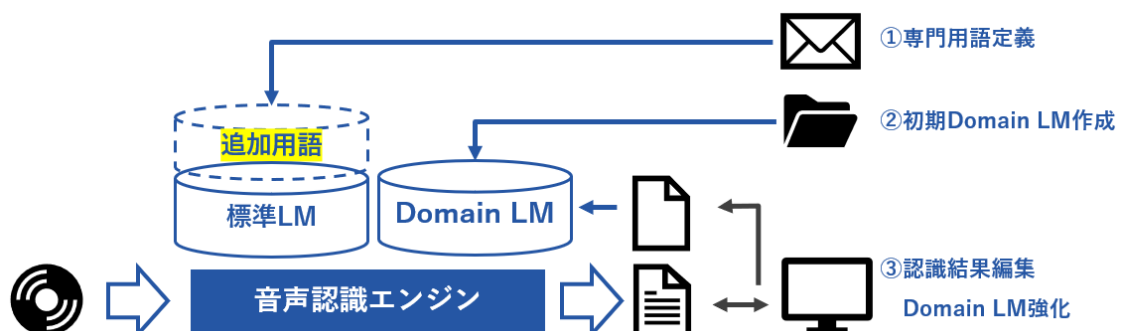 ①専門用語定義
②初期Domain LM作成
追加用語
標準LM
Domain LM
音声認識エンジン
③認識結果編集
Domain LM強化